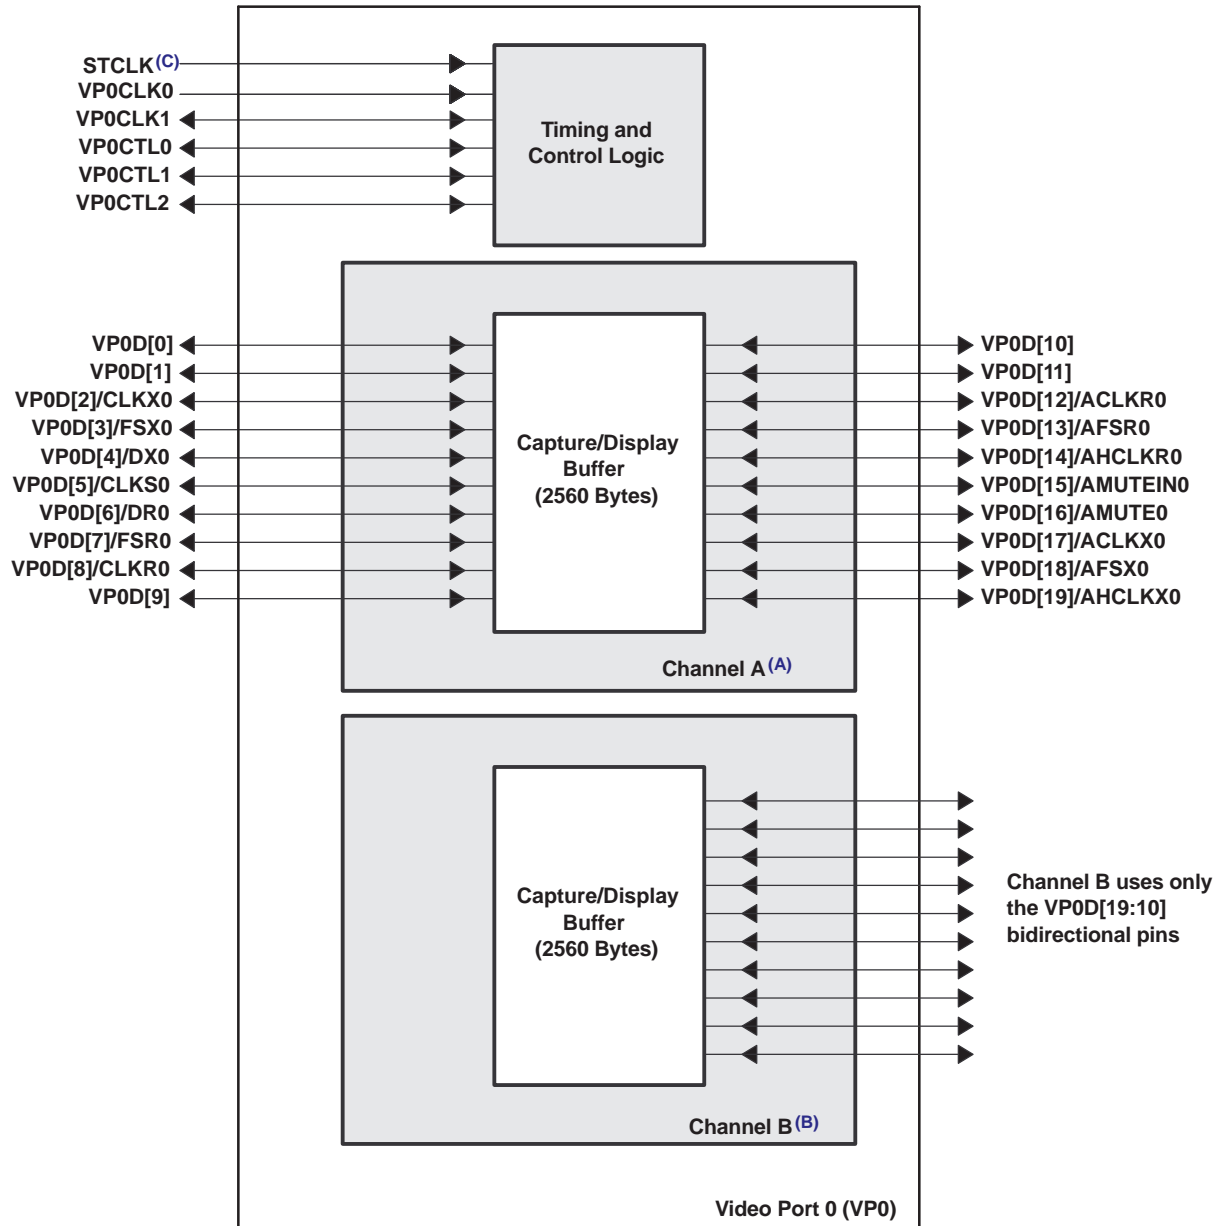 STCLK(C)
VP0CLK0
VP0CLK1
VP0CTL0
VP0CTL1
VP0CTL2
Timing and
Control Logic
VP0D[0]
VP0D[1]
VP0D[2]/CLKX0
VP0D[3]/FSX0
VP0D[4]/DX0
VP0D[5]/CLKS0
VP0D[6]/DR0
VP0D[7]/FSR0
VP0D[8]/CLKR0
VP0D[9]
Capture/Display
Buffer
(2560 Bytes)
VP0D[10]
VP0D[11]
VP0D[12]/ACLKR0
VP0D[13]/AFSR0
VP0D[14]/AHCLKR0
VP0D[15]/AMUTEIN0
VP0D[16]/AMUTE0
VP0D[17]/ACLKX0
VP0D[18]/AFSX0
VP0D[19]/AHCLKX0
Channel A(A)
Capture/Display
Buffer
(2560 Bytes)
Channel B uses only
the VP0D[19:10]
bidirectional pins
Channel B(B)
Video Port 0 (VP0)